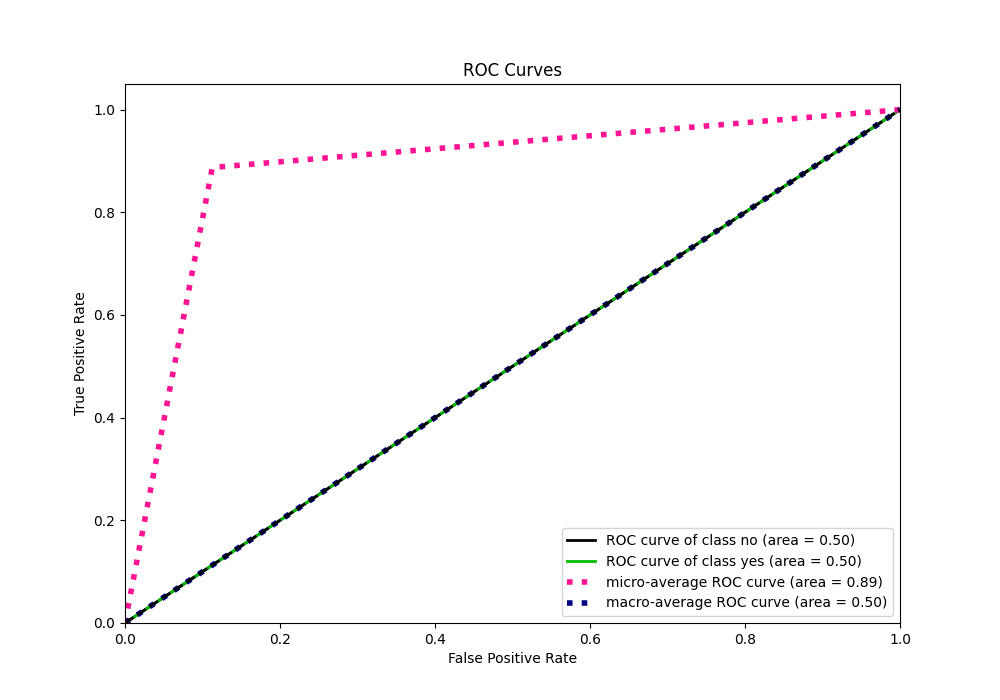 ROC Curves
True Positive Rate
1.0
0.8
0.6
0.4
0.2
0.0
0.0 0.2 0.4 0.6 0.8 1.0
False Positive Rate
ROC curve of class no (area = 0.50)
ROC curve of class yes (area = 0.50)
micro-average ROC curve (area = 0.89)
macro-average ROC curve (area = 0.50)